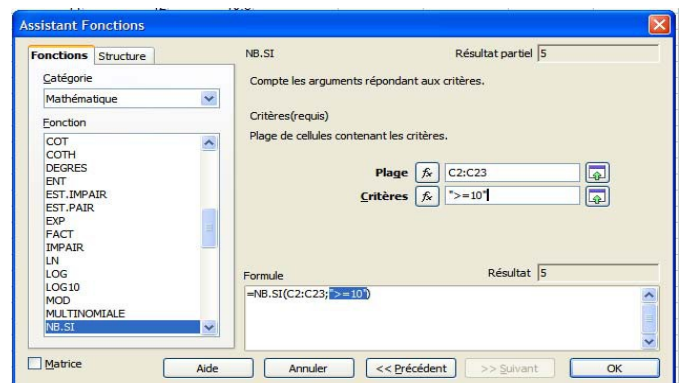 Assistant Fonctions
Fonctions Structure
Catégorie
Mathématique
Fonction
COT
COTH
DEGRES
ENT
EST.IMPAIR
EST.PAIR
EXP
FACT
IMPAIR
LN
LOG
LOG10
MOD
MULTINOMIALE
NB.SI
NB.SI Résultat partiel 5
Compte les arguments répondant aux critères.
Critères(requis)
Plage de cellules contenant les critères.
Plage fx C2:C23
Critères fx ">=10"
Formule Résultat 5
=NB.SI(C2:C23;">=10")
Matrice Aide Annuler << Précédent >> Suivant OK